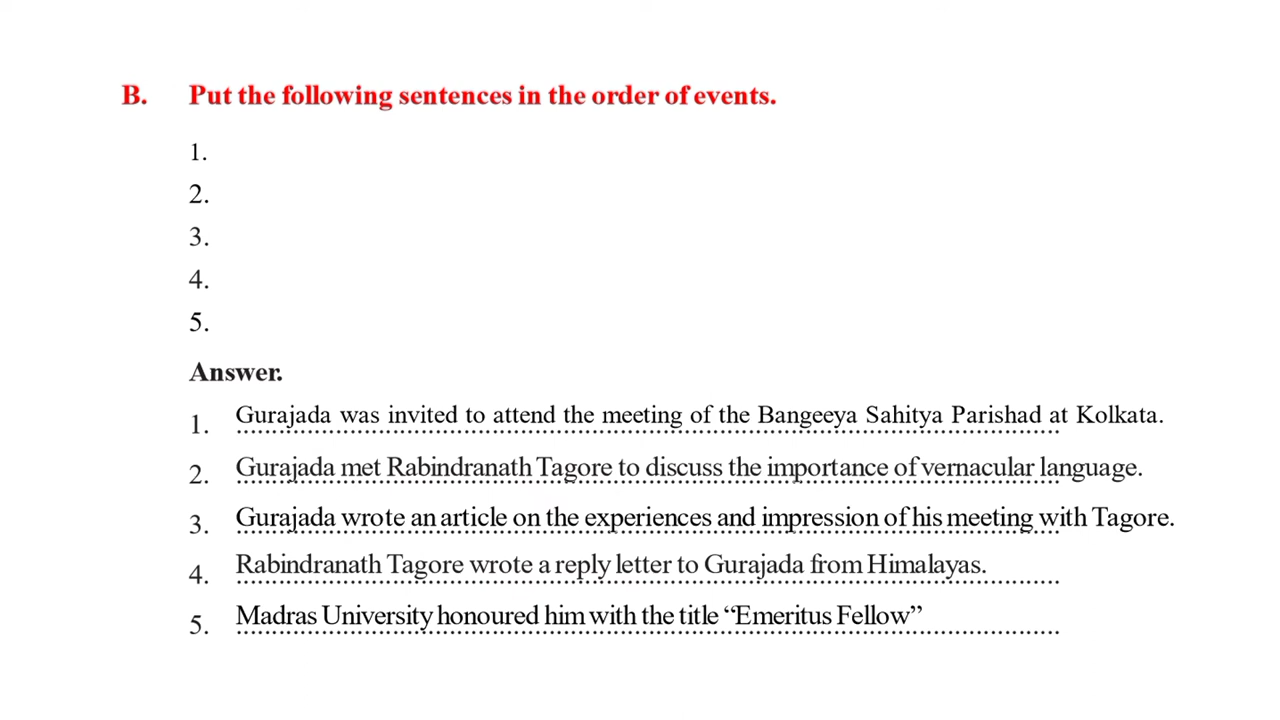 B. Put the following sentences in the order of events.
1.
2.
3.
4.
5.
Answer.
1. Gurajada was invited to attend the meeting of the Bangeeya Sahitya Parishad at Kolkata.
2. Gurajada met Rabindranath Tagore to discuss the importance of vernacular language.
3. Gurajada wrote an article on the experiences and impression of his meeting with Tagore.
4. Rabindranath Tagore wrote a reply letter to Gurajada from Himalayas.
5. Madras University honoured him with the title “Emeritus Fellow”